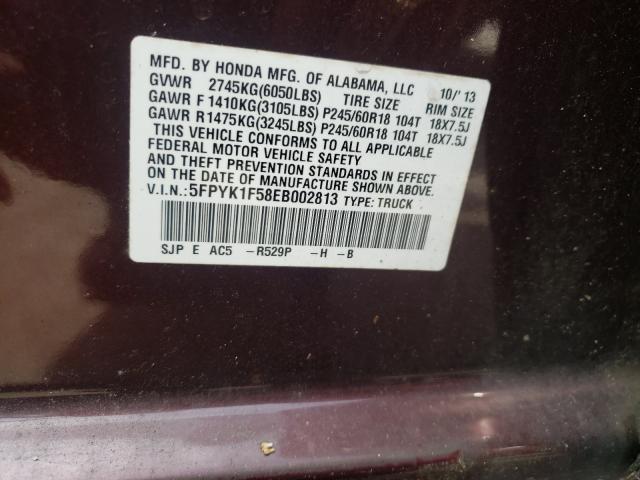 MFD. BY HONDA MFG. OF ALABAMA, LLC 10/'13
GVWR 2745KG(6050LBS) TIRE SIZE RIM SIZE
GAWR F 1410KG(3105LBS) P245/60R18 104T 18X7.5J
GAWR R 1475KG(3245LBS) P245/60R18 104T 18X7.5J
THIS VEHICLE CONFORMS TO ALL APPLICABLE
FEDERAL MOTOR VEHICLE SAFETY
AND THEFT PREVENTION STANDARDS IN EFFECT
ON THE DATE OF MANUFACTURE SHOWN ABOVE.
V.I.N.: 5FPYK1F58EB002813 TYPE: TRUCK
SJP E AC5 -R529P -H -B